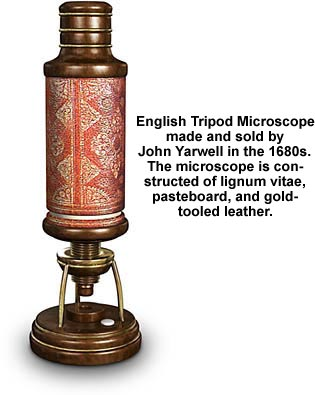 English Tripod Microscope
made and sold by
John Yarwell in the 1680s.
The microscope is con-
structed of lignum vitae,
pasteboard, and gold-
tooled leather.